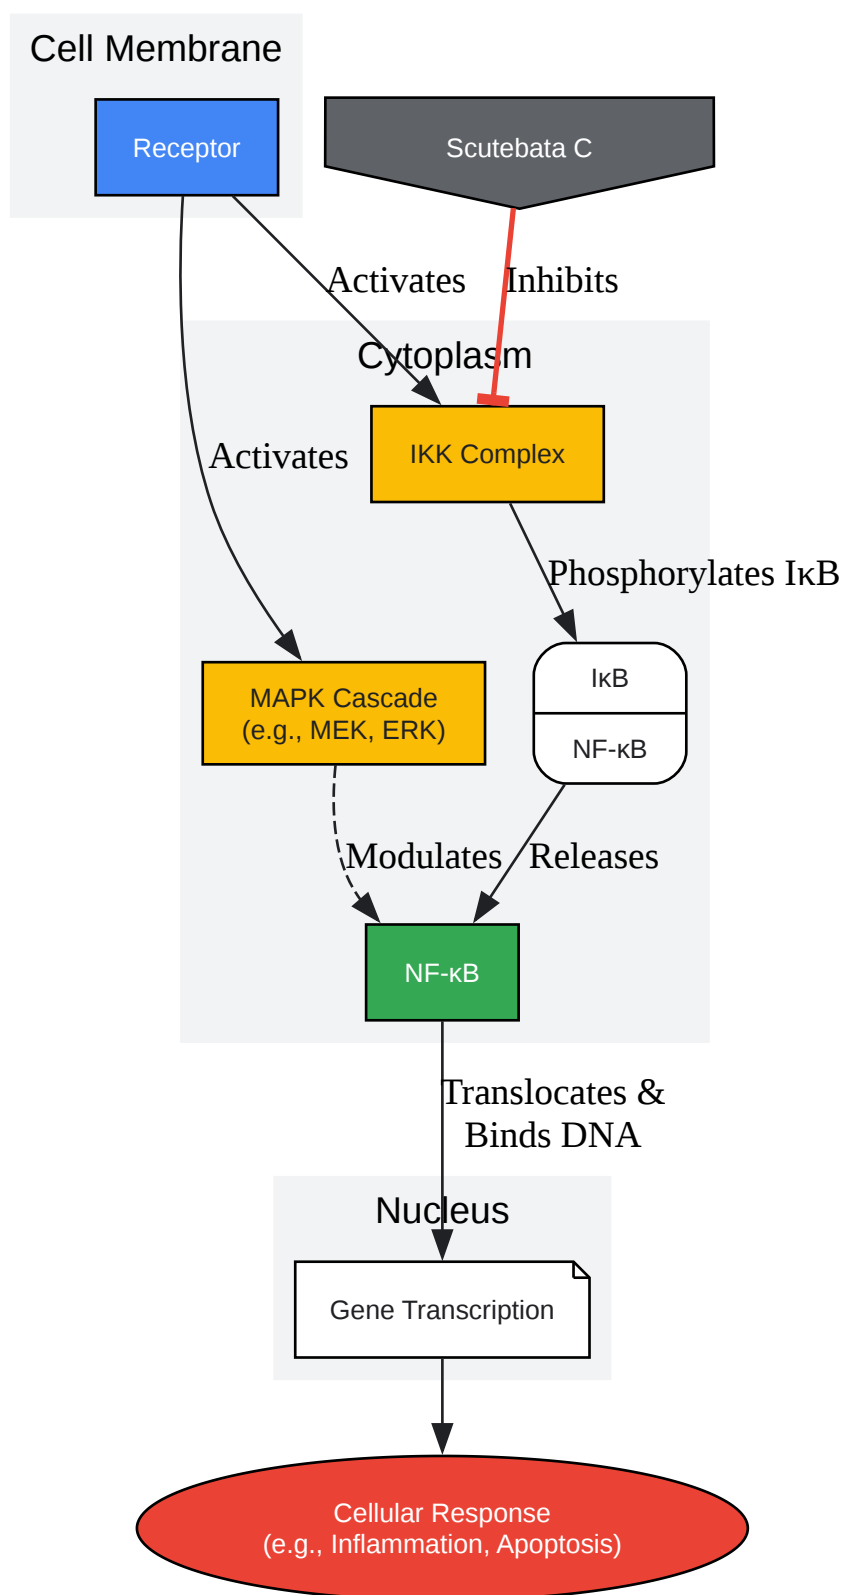 Cell Membrane
Receptor
Scutebata C
Activates
Inhibits
Cytoplasm
IKK Complex
Activates
Phosphorylates IκB
MAPK Cascade
(e.g., MEK, ERK)
IκB
NF-κB
Modulates
Releases
NF-κB
Translocates &
Binds DNA
Nucleus
Gene Transcription
Cellular Response
(e.g., Inflammation, Apoptosis)